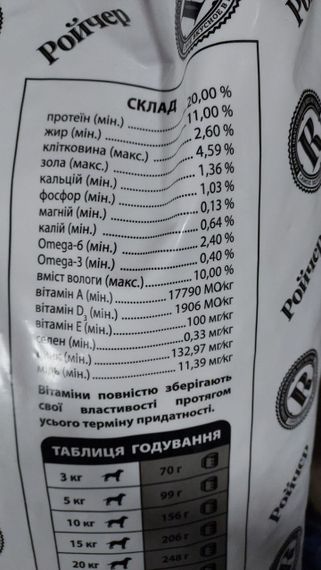 Ройчер
СКЛАД
протеїн (мін.) 20,00 %
жир (мін.) 11,00 %
клітковина (макс.) 2,60 %
зола (макс.) 4,59 %
кальцій (мін.) 1,36 %
фосфор (мін.) 1,03 %
магній (мін.) 0,13 %
калій (мін.) 0,64 %
Omega-6 (мін.) 2,40 %
Omega-3 (мін.) 0,40 %
вміст вологи (макс.) 10,00 %
вітамін А (мін.) 17790 МО/кг
вітамін D3 (мін.) 1906 МО/кг
вітамін Е (мін.) 100 мг/кг
селен (мін.) 0,33 мг/кг
(мін.) 132,97 мг/кг
мідь (мін.) 11,39 мг/кг
Вітаміни повністю зберігають
свої властивості протягом
усього терміну придатності.
ТАБЛИЦЯ ГОДУВАННЯ
3 кг 70 г
5 кг 99 г
10 кг 156 г
15 кг 206 г
20 кг 248 г
R
Ройчер
R
Ройчер